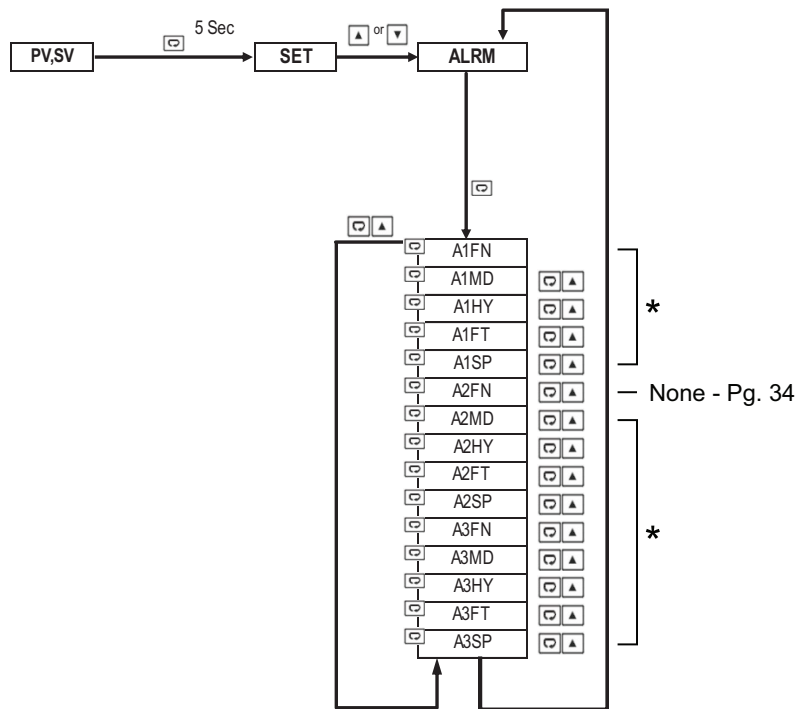 5 Sec
or
PV,SV
SET
ALRM
A1FN
A1MD
A1HY
*
A1FT
A1SP
A2FN
None - Pg. 34
A2MD
A2HY
A2FT
A2SP
A3FN
*
A3MD
A3HY
A3FT
A3SP